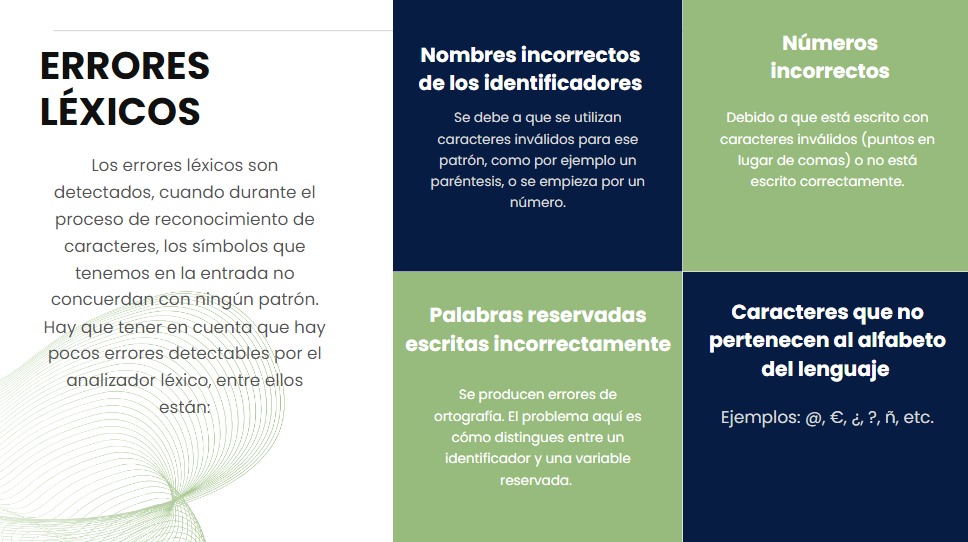 ERRORES
LÉXICOS
Los errores léxicos son
detectados, cuando durante el
proceso de reconocimiento de
caracteres, los símbolos que
tenemos en la entrada no
concuerdan con ningún patrón.
Hay que tener en cuenta que hay
pocos errores detectables por el
analizador léxico, entre ellos
están:
Nombres incorrectos
de los identificadores
Se debe a que se utilizan
caracteres inválidos para ese
patrón, como por ejemplo un
paréntesis, o se empieza por un
número.
Números
incorrectos
Debido a que está escrito con
caracteres inválidos (puntos en
lugar de comas) o no está
escrito correctamente.
Palabras reservadas
escritas incorrectamente
Se producen errores de
ortografía. El problema aquí es
cómo distingues entre un
identificador y una variable
reservada.
Caracteres que no
pertenecen al alfabeto
del lenguaje
Ejemplos: @, €, ¿, ?, ñ, etc.